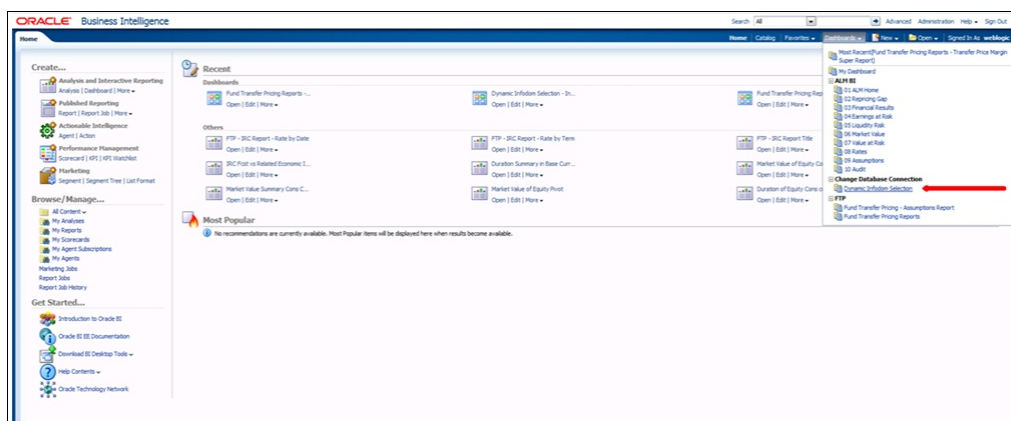 ORACLE Business Intelligence
Search All Advanced Administration Help Sign Out
Home
Home Catalog Favorites Dashboards New Open Signed In As weblogic
Create...
Analysis and Interactive Reporting
Analysis | Dashboard | More
Published Reporting
Report | Report Job | More
Actionable Intelligence
Agent | Action
Performance Management
Scorecard | KPI | KPI Watchlist
Marketing
Segment | Segment Tree | List Format
Browse/Manage...
All Content
My Analyses
My Reports
My Scorecards
My Agent Subscriptions
My Agents
Marketing Jobs
Report Jobs
Report Job History
Get Started...
Introduction to Oracle BI
Oracle BI EE Documentation
Download BI Desktop Tools
Help Contents
Oracle Technology Network
Recent
Dashboards
Fund Transfer Pricing Reports -...
Open | Edit | More
Dynamic Infodom Selection - In...
Open | Edit | More
Fund Transfer Pricing Rep
Open | Edit | More
Others
FTP - IRC Report - Rate by Date
Open | Edit | More
FTP - IRC Report - Rate by Term
Open | Edit | More
FTP - IRC Report Title
Open | Edit | More
IRC Fcst vs Related Economic I...
Open | Edit | More
Duration Summary in Base Curr...
Open | Edit | More
Market Value of Equity Co
Open | Edit | More
Market Value Summary Cons C...
Open | Edit | More
Market Value of Equity Pivot
Open | Edit | More
Duration of Equity Cons c
Open | Edit | More
Most Popular
No recommendations are currently available. Most Popular items will be displayed here when results become available.
Most Recent(Fund Transfer Pricing Reports - Transfer Price Margin
Super Report)
My Dashboard
ALM BI
01 ALM Home
02 Repricing Gap
03 Financial Results
04 Earnings at Risk
05 Liquidity Risk
06 Market Value
07 Value at Risk
08 Rates
09 Assumptions
10 Audit
Change Database Connection
Dynamic Infodom Selection
FTP
Fund Transfer Pricing - Assumptions Report
Fund Transfer Pricing Reports